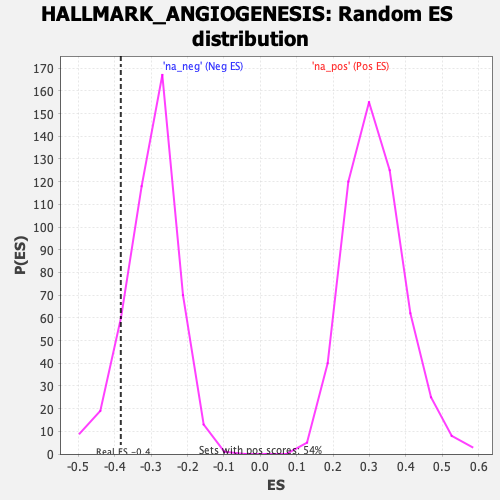 HALLMARK_ANGIOGENESIS: Random ES
distribution
'na_neg' (Neg ES)
'na_pos' (Pos ES)
170
160
150
140
130
120
110
100
90
80
70
60
50
40
30
20
10
0
P(ES)
Real ES -0.4
Sets with pos scores: 54%
-0.5 -0.4 -0.3 -0.2 -0.1 0.0 0.1 0.2 0.3 0.4 0.5 0.6
ES